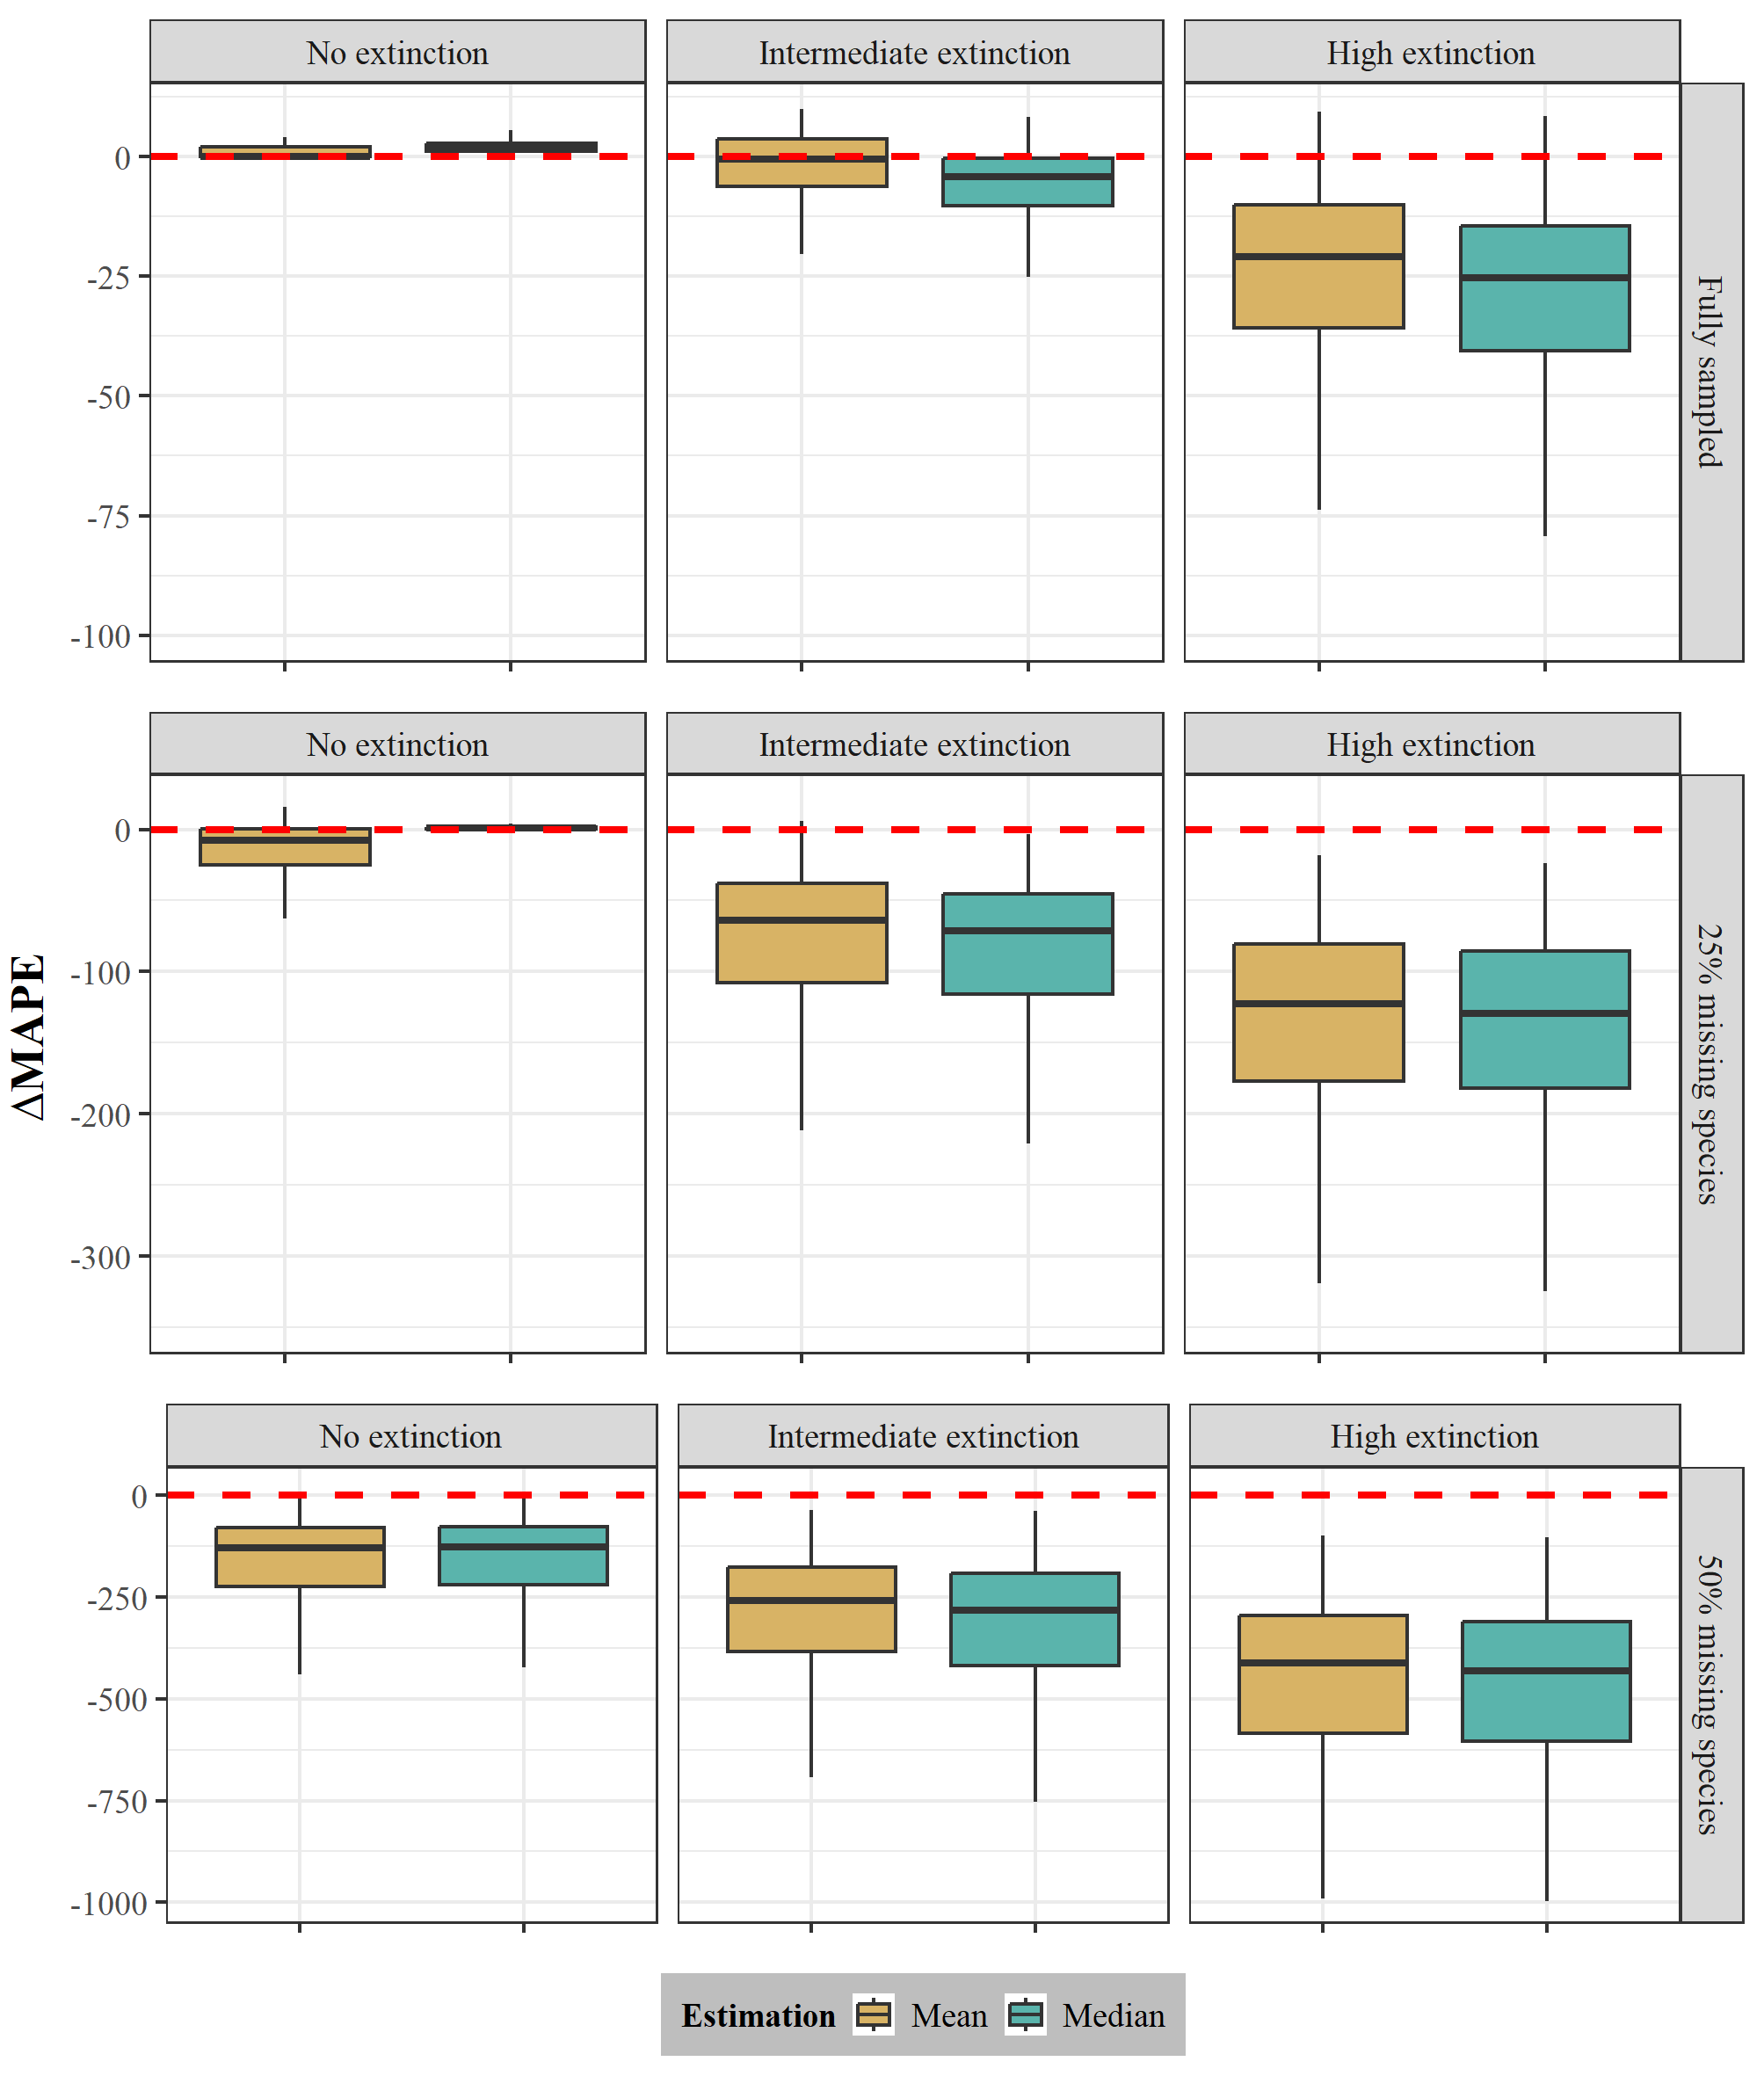 No extinction
Intermediate extinction
High extinction
0
-25
-50
-75
-100
Fully sampled
No extinction
Intermediate extinction
High extinction
0
-100
-200
-300
25% missing species
ΔMAPE
No extinction
Intermediate extinction
High extinction
0
-250
-500
-750
-1000
50% missing species
Estimation Mean Median